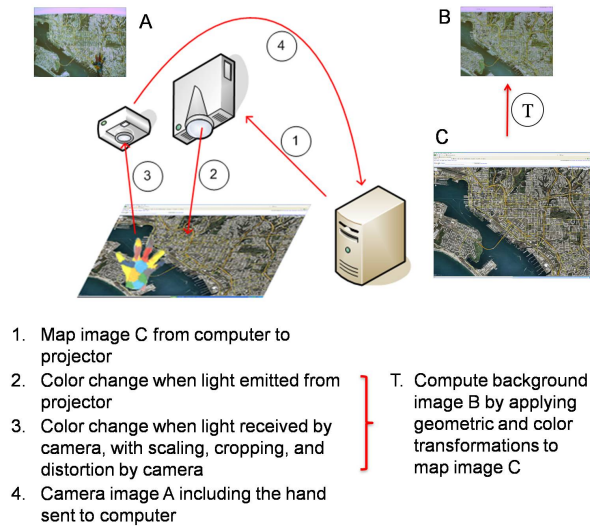 A
B
4
T
1
C
3
2
1. Map image C from computer to
projector
2. Color change when light emitted from
projector
3. Color change when light received by
camera, with scaling, cropping, and
distortion by camera
4. Camera image A including the hand
sent to computer
T. Compute background
image B by applying
geometric and color
transformations to
map image C